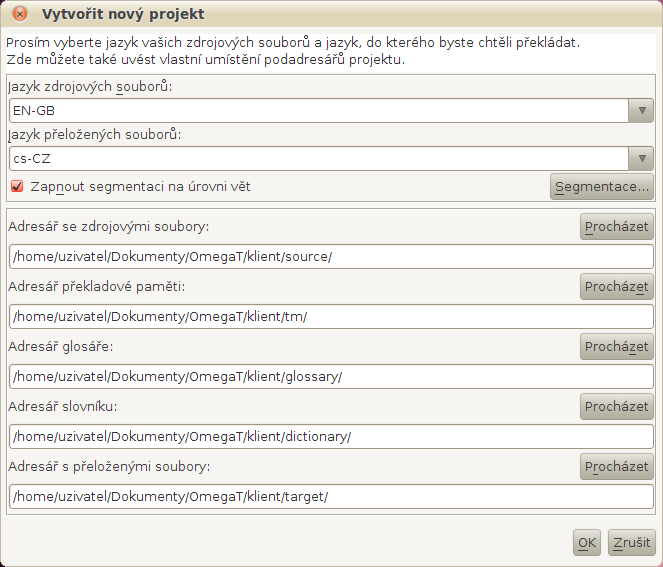 Vytvořit nový projekt
Prosím vyberte jazyk vašich zdrojových souborů a jazyk, do kterého byste chtěli překládat.
Zde můžete také uvést vlastní umístění podadresářů projektu.
Jazyk zdrojových souborů:
EN-GB
Jazyk přeložených souborů:
cs-CZ
Zapnout segmentaci na úrovni vět
Segmentace...
Adresář se zdrojovými soubory:
Procházet
/home/uzivatel/Dokumenty/OmegaT/klient/source/
Adresář překladové paměti:
Procházet
/home/uzivatel/Dokumenty/OmegaT/klient/tm/
Adresář glosáře:
Procházet
/home/uzivatel/Dokumenty/OmegaT/klient/glossary/
Adresář slovníku:
Procházet
/home/uzivatel/Dokumenty/OmegaT/klient/dictionary/
Adresář s přeloženými soubory:
Procházet
/home/uzivatel/Dokumenty/OmegaT/klient/target/
OK
Zrušit